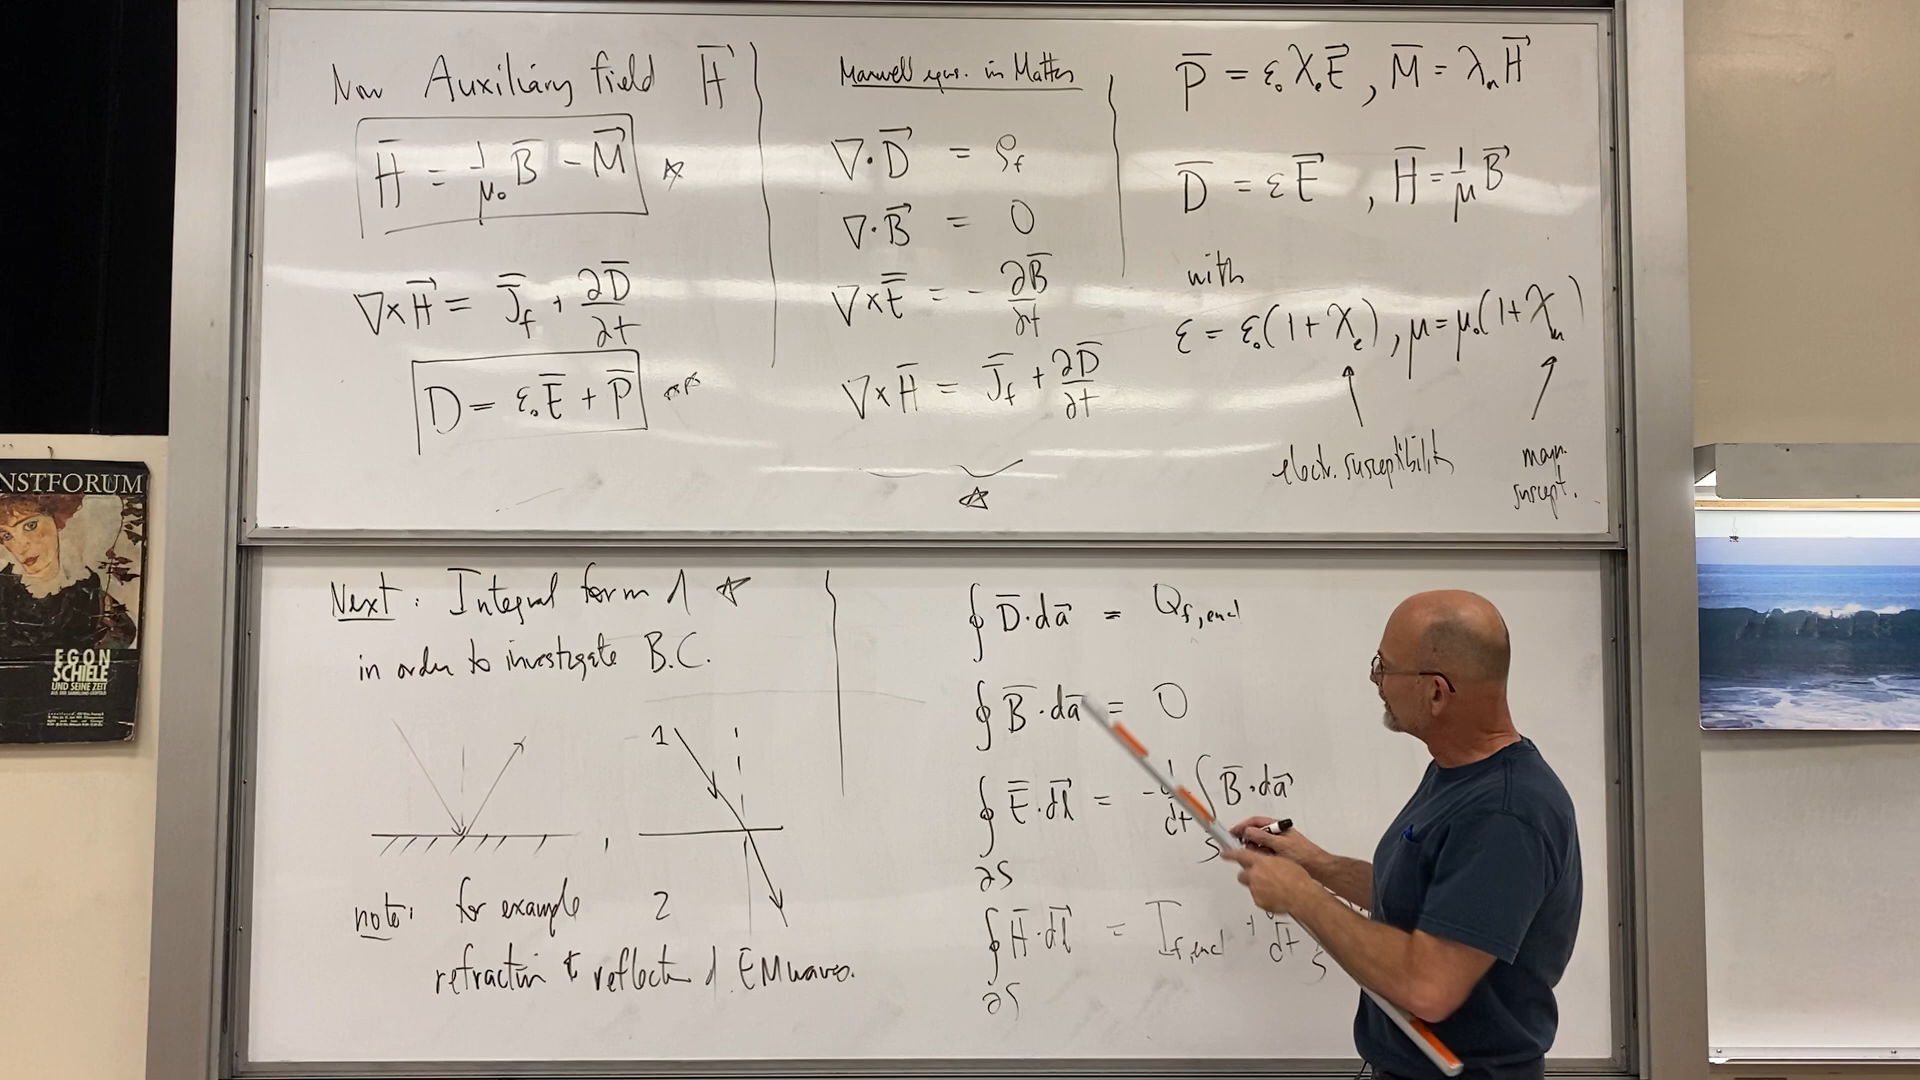 Now Auxiliary field H⃗
H̅ = 1/μ₀ B̅ − M⃗ ☆
∇×H⃗ = J̅_f + ∂D̅/∂t
D = ε₀E̅ + P̅
Maxwell eqns. in Matter
∇·D⃗ = ρ_f
∇·B⃗ = 0
∇×E̅ = − ∂B̅/∂t
∇×H̅ = J̅_f + ∂D̅/∂t
☆
P̅ = ε₀χₑE⃗ , M̅ = χₘH⃗
D̅ = εE⃗ , H̅ = 1/μ B⃗
with
ε = ε₀(1 + χₑ) , μ = μ₀(1 + χₘ)
electr. susceptibility
magn.
suscept.
Next: Integral form of ☆
in order to investigate B.C.
1
,
2
note: for example
refraction & reflection of EM waves.
∮ D̅·da⃗ = Q_f,encl
∮ B̅·da⃗ = 0
∮ E̅·dl⃗ = − d/dt ∫ B̅·da⃗
∂S S
∮ H̅·dl⃗ = I_f,encl + d/dt
∂S S
NSTFORUM
EGON
SCHIELE
UND SEINE ZEIT